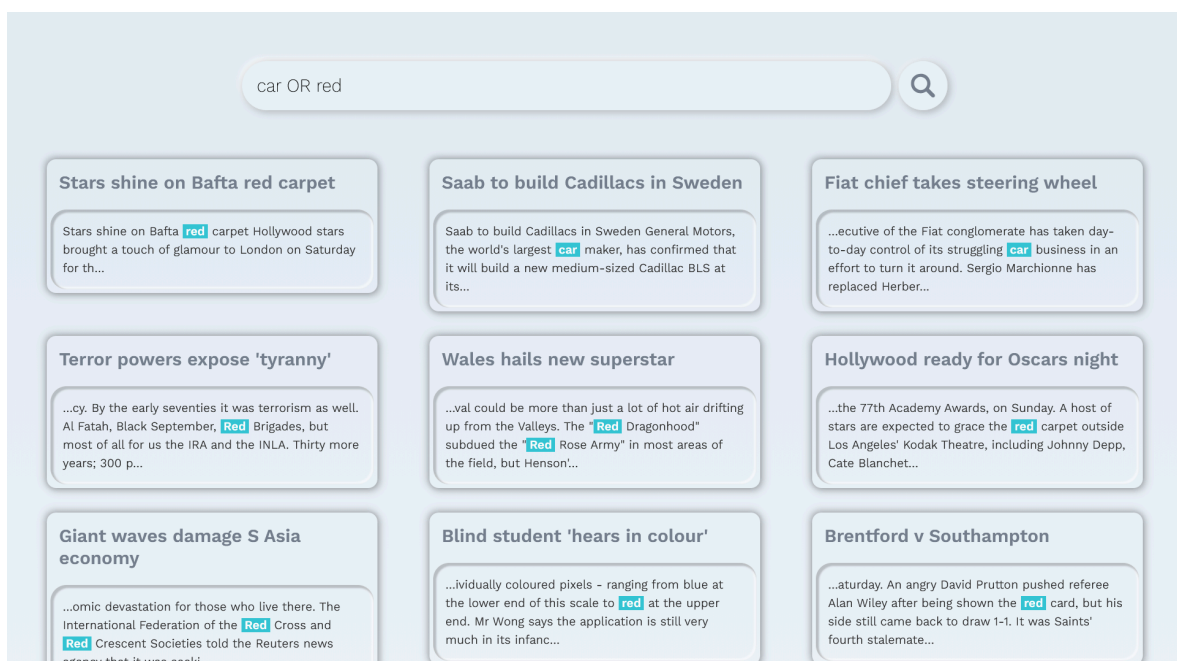 car OR red
Stars shine on Bafta red carpet
Stars shine on Bafta red carpet Hollywood stars
brought a touch of glamour to London on Saturday
for th...
Saab to build Cadillacs in Sweden
Saab to build Cadillacs in Sweden General Motors,
the world's largest car maker, has confirmed that
it will build a new medium-sized Cadillac BLS at
its...
Fiat chief takes steering wheel
...ecutive of the Fiat conglomerate has taken day-
to-day control of its struggling car business in an
effort to turn it around. Sergio Marchionne has
replaced Herber...
Terror powers expose 'tyranny'
...cy. By the early seventies it was terrorism as well.
Al Fatah, Black September, Red Brigades, but
most of all for us the IRA and the INLA. Thirty more
years; 300 p...
Wales hails new superstar
...val could be more than just a lot of hot air drifting
up from the Valleys. The "Red Dragonhood"
subdued the "Red Rose Army" in most areas of
the field, but Henson'...
Hollywood ready for Oscars night
...the 77th Academy Awards, on Sunday. A host of
stars are expected to grace the red carpet outside
Los Angeles' Kodak Theatre, including Johnny Depp,
Cate Blanchet...
Giant waves damage S Asia
economy
...omic devastation for those who live there. The
International Federation of the Red Cross and
Red Crescent Societies told the Reuters news
agency that it was seeki...
Blind student 'hears in colour'
...ividually coloured pixels - ranging from blue at
the lower end of this scale to red at the upper
end. Mr Wong says the application is still very
much in its infanc...
Brentford v Southampton
...aturday. An angry David Prutton pushed referee
Alan Wiley after being shown the red card, but his
side still came back to draw 1-1. It was Saints'
fourth stalemate...